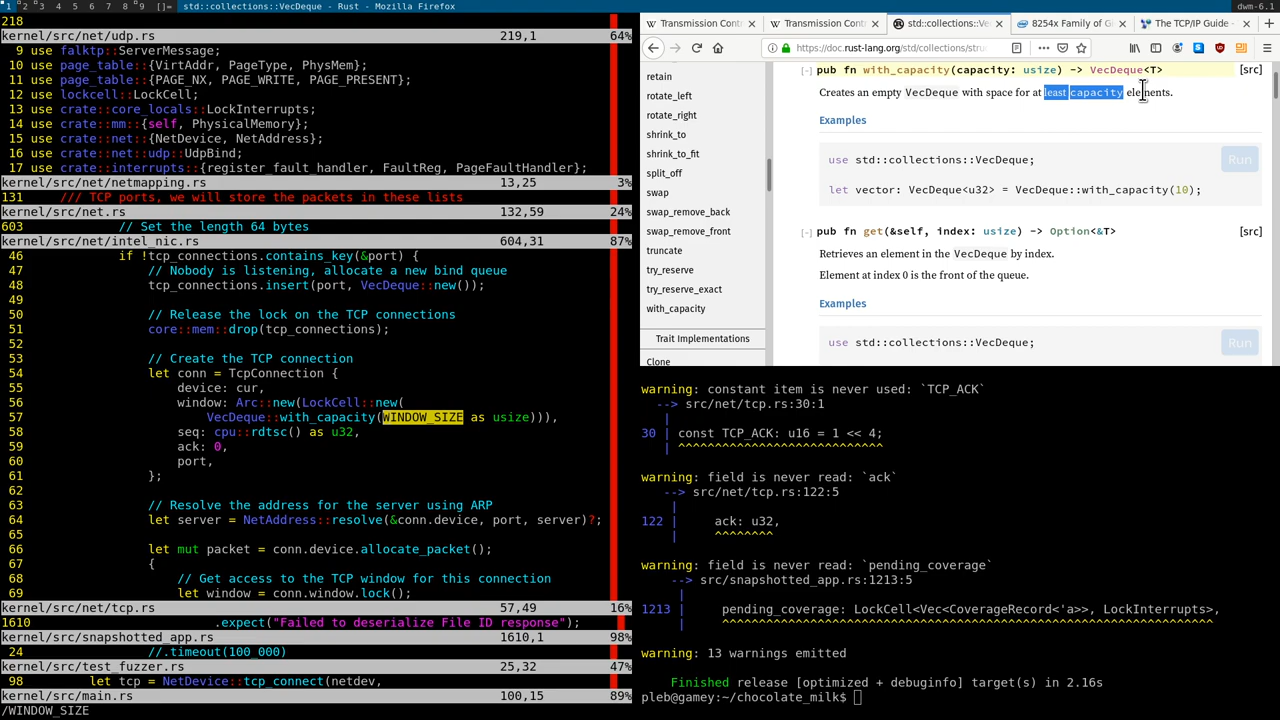 1 2 3 4 5 6 7 8 9 []= std::collections::VecDeque - Rust - Mozilla Firefox dwm-6.1
218
kernel/src/net/udp.rs 219,1 64%
9 use falktp::ServerMessage;
10 use page_table::{VirtAddr, PageType, PhysMem};
11 use page_table::{PAGE_NX, PAGE_WRITE, PAGE_PRESENT};
12 use lockcell::LockCell;
13 use crate::core_locals::LockInterrupts;
14 use crate::mm::{self, PhysicalMemory};
15 use crate::net::{NetDevice, NetAddress};
16 use crate::net::udp::UdpBind;
17 use crate::interrupts::{register_fault_handler, FaultReg, PageFaultHandler};
kernel/src/net/netmapping.rs 13,25 3%
131 /// TCP ports, we will store the packets in these lists
kernel/src/net.rs 132,59 24%
603 // Set the length 64 bytes
kernel/src/net/intel_nic.rs 604,31 87%
46 if !tcp_connections.contains_key(&port) {
47 // Nobody is listening, allocate a new bind queue
48 tcp_connections.insert(port, VecDeque::new());
49
50 // Release the lock on the TCP connections
51 core::mem::drop(tcp_connections);
52
53 // Create the TCP connection
54 let conn = TcpConnection {
55 device: cur,
56 window: Arc::new(LockCell::new(
57 VecDeque::with_capacity(WINDOW_SIZE as usize))),
58 seq: cpu::rdtsc() as u32,
59 ack: 0,
60 port,
61 };
62
63 // Resolve the address for the server using ARP
64 let server = NetAddress::resolve(&conn.device, port, server)?;
65
66 let mut packet = conn.device.allocate_packet();
67 {
68 // Get access to the TCP window for this connection
69 let window = conn.window.lock();
kernel/src/net/tcp.rs 57,49 16%
1610 .expect("Failed to deserialize File ID response");
kernel/src/snapshotted_app.rs 1610,1 98%
24 //.timeout(100_000)
kernel/src/test_fuzzer.rs 25,32 47%
98 let tcp = NetDevice::tcp_connect(netdev,
kernel/src/main.rs 100,15 89%
/WINDOW_SIZE
Transmission Contr Transmission Contr std::collections::VecD 8254x Family of Gi The TCP/IP Guide -
https://doc.rust-lang.org/std/collections/stru
retain
rotate_left
rotate_right
shrink_to
shrink_to_fit
split_off
swap
swap_remove_back
swap_remove_front
truncate
try_reserve
try_reserve_exact
with_capacity
Trait Implementations
Clone
[-] pub fn with_capacity(capacity: usize) -> VecDeque<T> [src]
Creates an empty VecDeque with space for at least capacity elements.
Examples
use std::collections::VecDeque; Run
let vector: VecDeque<u32> = VecDeque::with_capacity(10);
[-] pub fn get(&self, index: usize) -> Option<&T> [src]
Retrieves an element in the VecDeque by index.
Element at index 0 is the front of the queue.
Examples
use std::collections::VecDeque; Run
warning: constant item is never used: `TCP_ACK`
--> src/net/tcp.rs:30:1
|
30 | const TCP_ACK: u16 = 1 << 4;
| ^^^^^^^^^^^^^^^^^^^^^^^^^^^^
warning: field is never read: `ack`
--> src/net/tcp.rs:122:5
|
122 | ack: u32,
| ^^^^^^^^
warning: field is never read: `pending_coverage`
--> src/snapshotted_app.rs:1213:5
|
1213 | pending_coverage: LockCell<Vec<CoverageRecord<'a>>, LockInterrupts>,
| ^^^^^^^^^^^^^^^^^^^^^^^^^^^^^^^^^^^^^^^^^^^^^^^^^^^^^^^^^^^^^^^^^^^
warning: 13 warnings emitted
Finished release [optimized + debuginfo] target(s) in 2.16s
pleb@gamey:~/chocolate_milk$